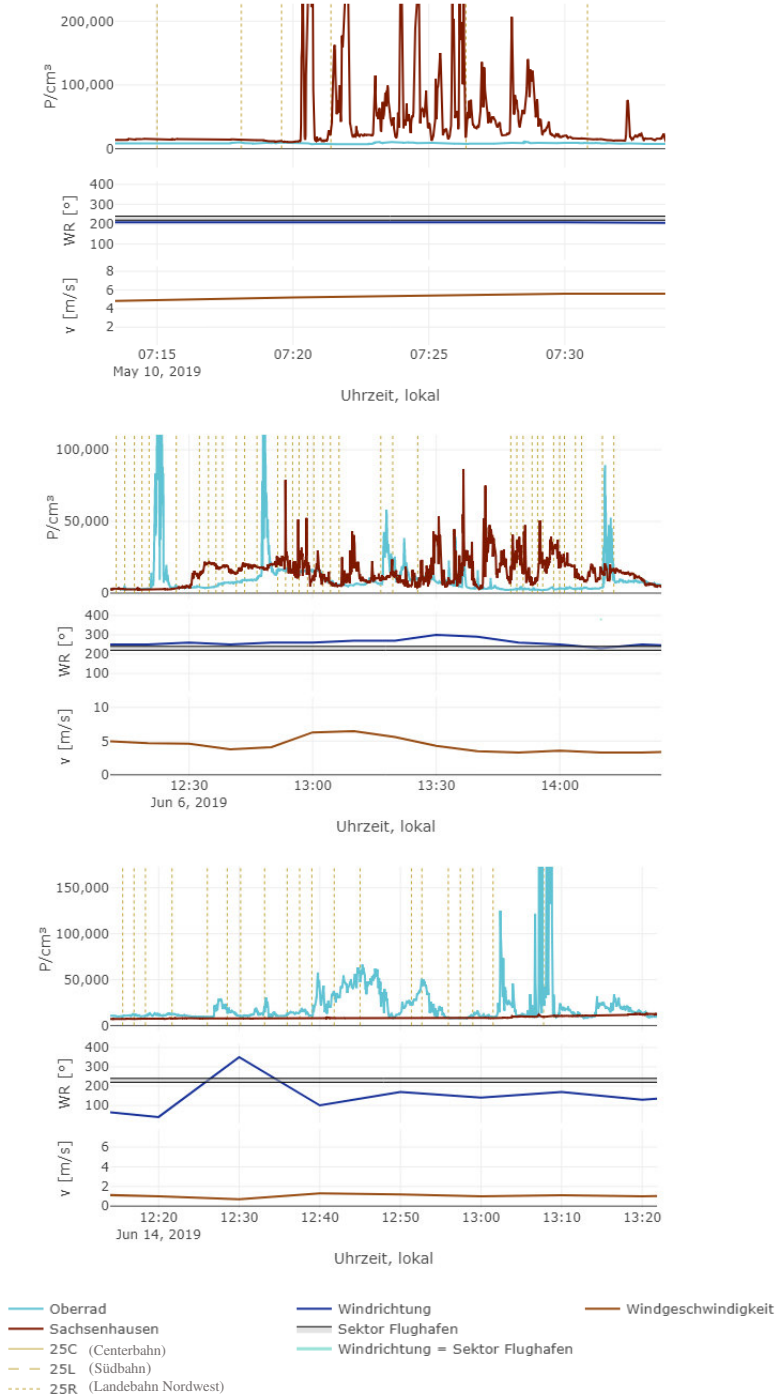 200,000
100,000
0
P/cm³
400
300
200
100
WR [°]
8
6
4
2
v [m/s]
07:15 07:20 07:25 07:30
May 10, 2019
Uhrzeit, lokal
100,000
50,000
0
P/cm³
400
300
200
100
WR [°]
10
5
0
v [m/s]
12:30 13:00 13:30 14:00
Jun 6, 2019
Uhrzeit, lokal
150,000
100,000
50,000
0
P/cm³
400
300
200
100
WR [°]
6
4
2
0
v [m/s]
12:20 12:30 12:40 12:50 13:00 13:10 13:20
Jun 14, 2019
Uhrzeit, lokal
Oberrad Windrichtung Windgeschwindigkeit
Sachsenhausen Sektor Flughafen
25C (Centerbahn) Windrichtung = Sektor Flughafen
25L (Südbahn)
25R (Landebahn Nordwest)